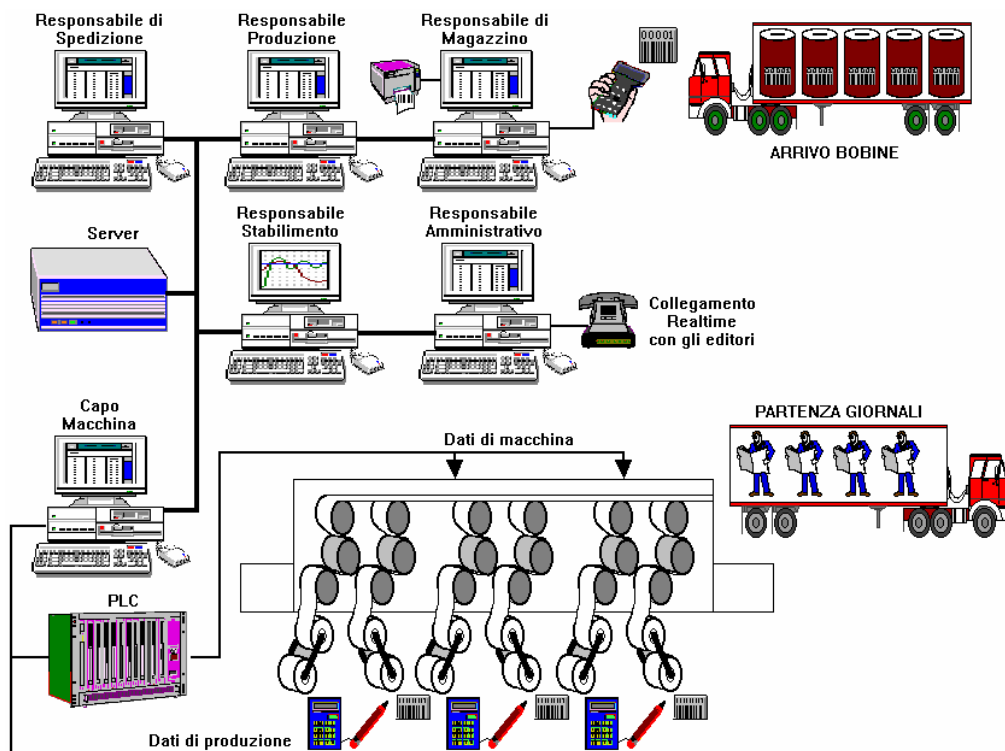 Responsabile di
Spedizione
Responsabile
Produzione
Responsabile di
Magazzino
00001
ARRIVO BOBINE
Server
Responsabile
Stabilimento
Responsabile
Amministrativo
Collegamento
Realtime
con gli editori
Capo
Macchina
Dati di macchina
PARTENZA GIORNALI
PLC
Dati di produzione